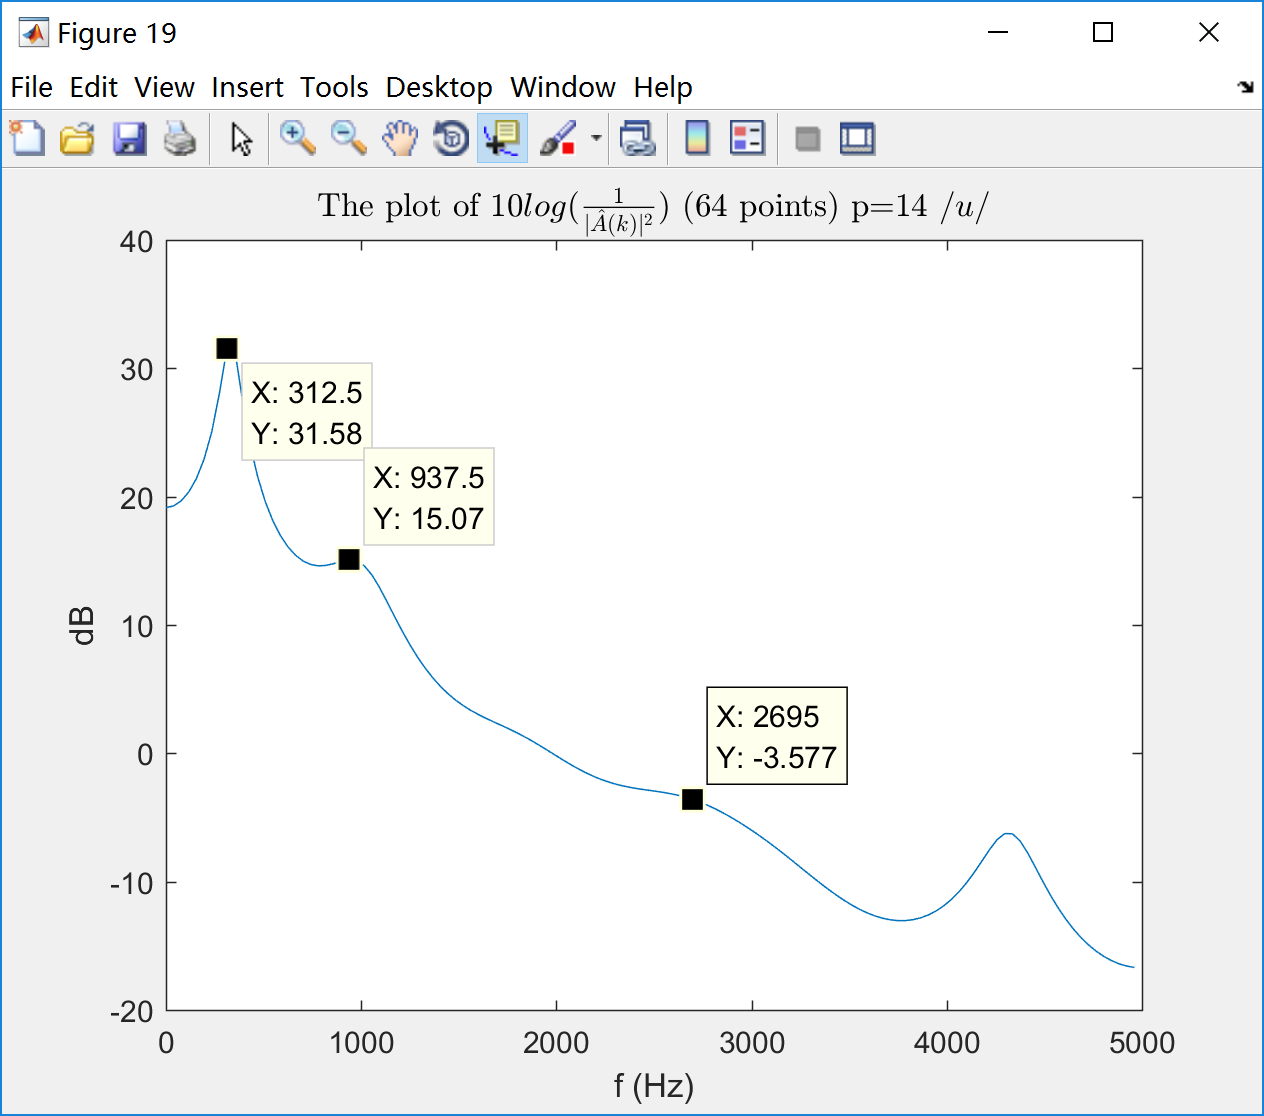 Figure 19
File Edit View Insert Tools Desktop Window Help
The plot of 10log(1/|Â(k)|²) (64 points) p=14 /u/
40
30
20
10
0
-10
-20
dB
X: 312.5
Y: 31.58
X: 937.5
Y: 15.07
X: 2695
Y: -3.577
0 1000 2000 3000 4000 5000
f (Hz)